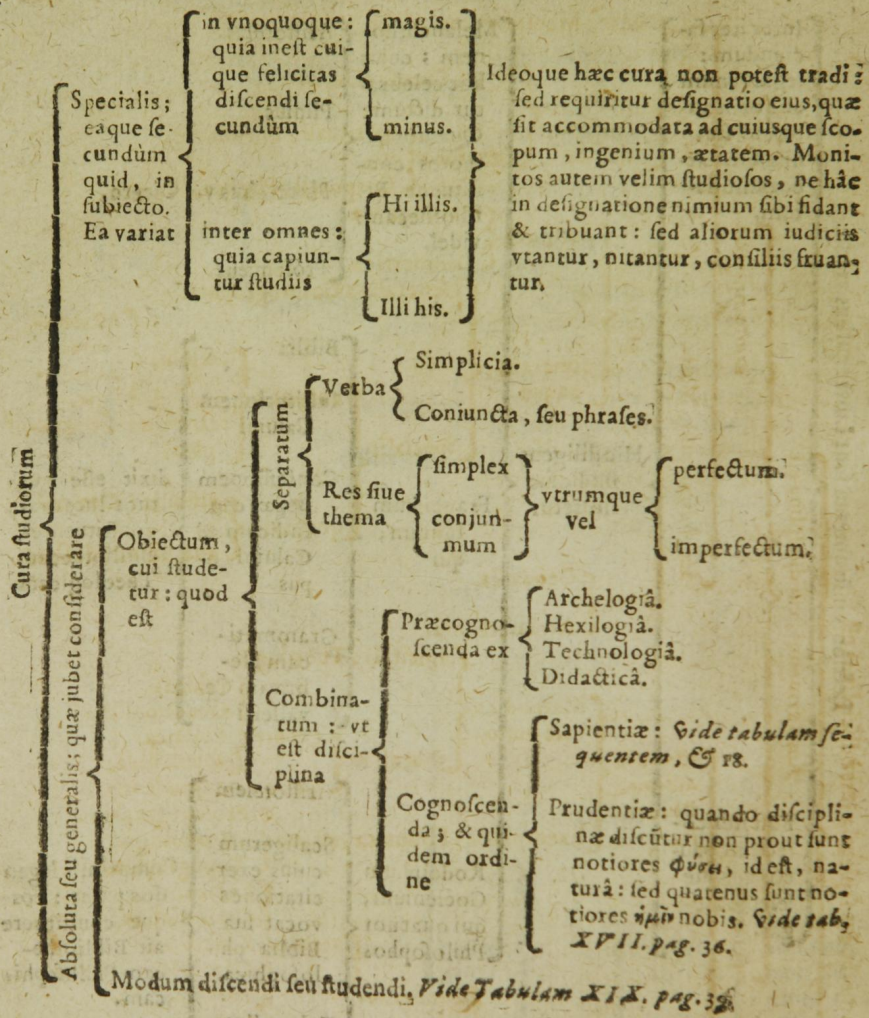 Cura ſtudiorum
Specialis;
eaque ſe-
cundùm
quid, in
ſubiecto.
Ea variat
in vnoquoque:
quia ineſt cui-
que felicitas
diſcendi ſe-
cundùm
magis.
minus.
inter omnes:
quia capiun-
tur ſtudiis
Hi illis.
Illi his.
Ideoque hæc cura non poteſt tradi:
ſed requiritur deſignatio eius, quæ
ſit accommodata ad cuiusque ſco-
pum, ingenium, ætatem. Moni-
tos autem velim ſtudioſos, ne hâc
in deſignatione nimium ſibi fidant
& tribuant: ſed aliorum iudiciis
vtantur, nitantur, conſiliis fruan-
tur.
Abſoluta ſeu generalis; quæ jubet conſiderare
Obiectum,
cui ſtude-
tur: quod
eſt
Separatum
Verba
Simplicia.
Coniuncta, ſeu phraſes.
Res ſiue
thema
ſimplex
conjun-
mum
vtrumque
vel
perfectum.
imperfectum.
Combina-
tum: vt
eſt diſci-
plina
Præcogno-
ſcenda ex
Archelogiâ.
Hexilogiâ.
Technologiâ.
Didacticâ.
Cognoſcen-
da; & qui-
dem ordi-
ne
Sapientiæ: Vide tabulam ſe-
quentem, & 18.
Prudentiæ: quando diſcipli-
næ diſcũtur non prout ſunt
notiores φύσει, id eſt, na-
turâ: ſed quatenus ſunt no-
tiores ἡμῖν nobis. Vide tab.
XVII. pag. 36.
Modum diſcendi ſeu ſtudendi. Vide Tabulam XIX. pag.